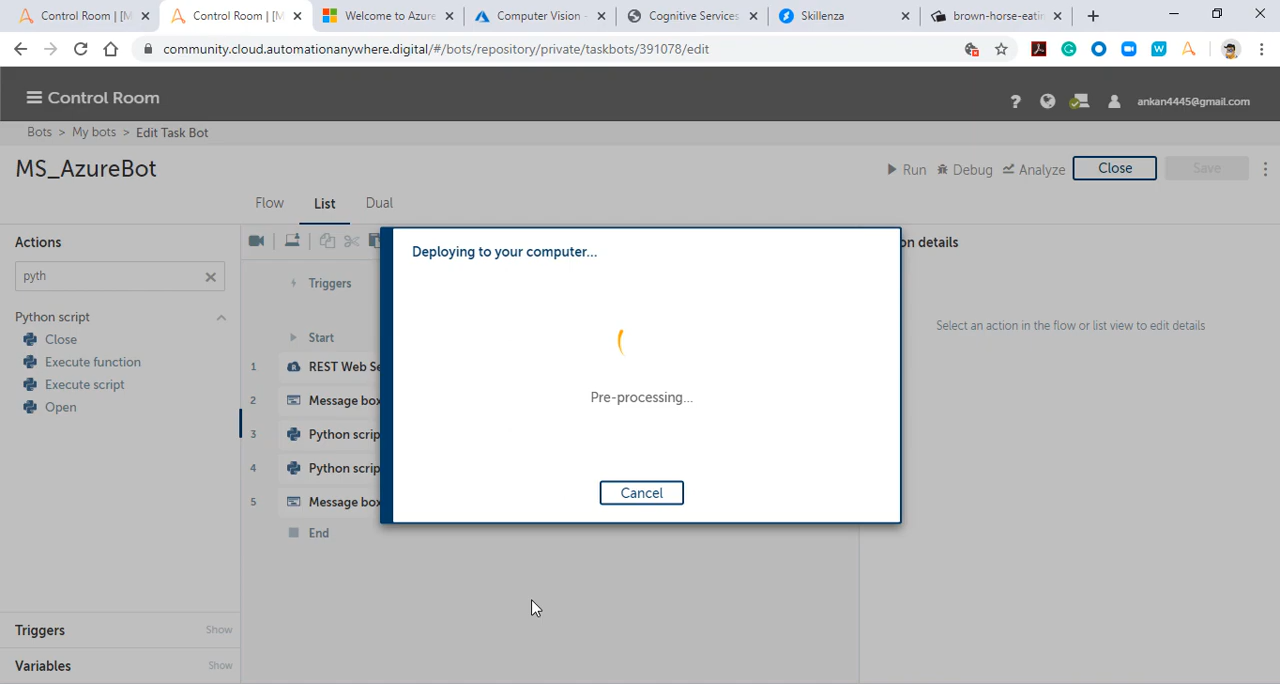 Control Room | [M
Control Room | [M
Welcome to Azure
Computer Vision -
Cognitive Services
Skillenza
brown-horse-eatin
community.cloud.automationanywhere.digital/#/bots/repository/private/taskbots/391078/edit
Control Room
ankan4445@gmail.com
Bots > My bots > Edit Task Bot
MS_AzureBot
Run
Debug
Analyze
Close
Save
Flow
List
Dual
Actions
pyth
Python script
Close
Execute function
Execute script
Open
Triggers
Show
Variables
Show
Triggers
Start
1 REST Web Se
2 Message box
3 Python scrip
4 Python scrip
5 Message box
End
Deploying to your computer...
Pre-processing...
Cancel
on details
Select an action in the flow or list view to edit details